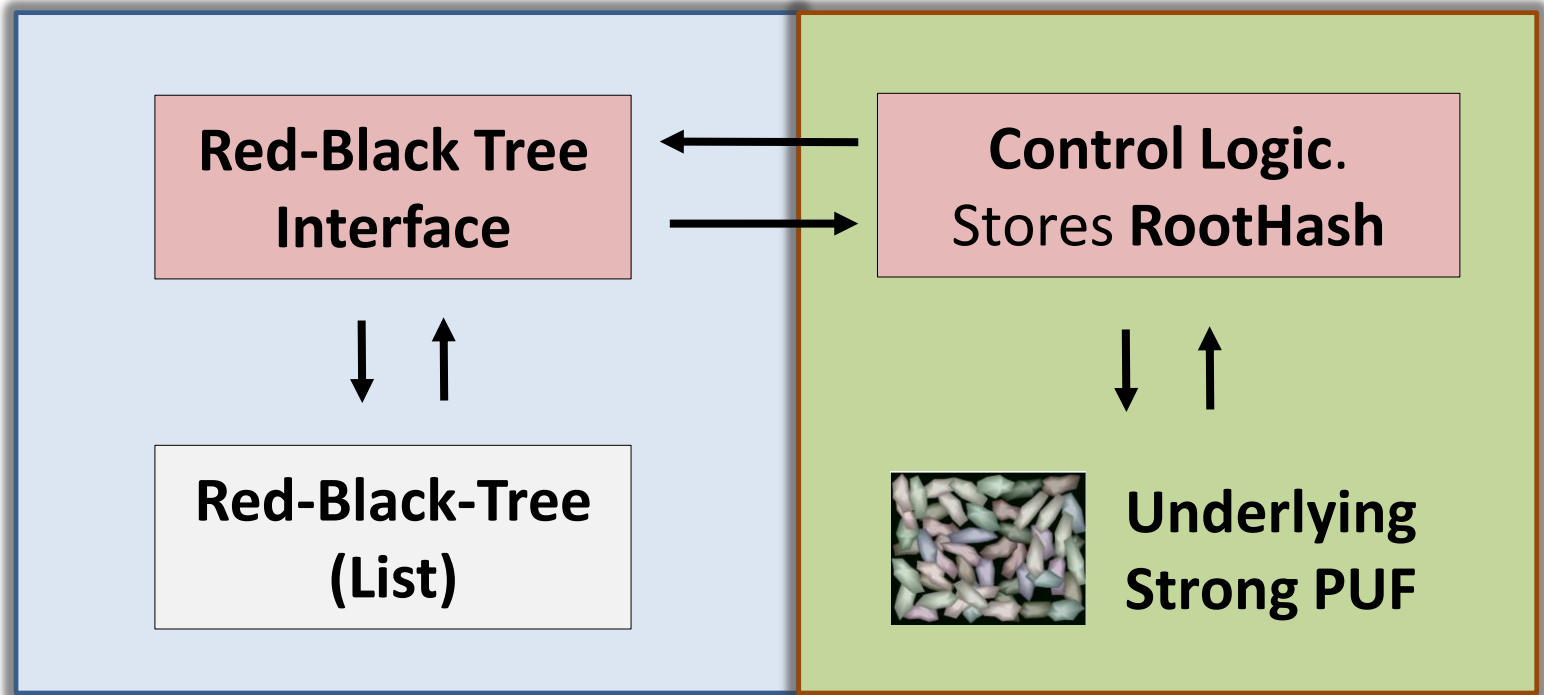 Red-Black Tree
Interface
Control Logic.
Stores RootHash
Red-Black-Tree
(List)
Underlying
Strong PUF